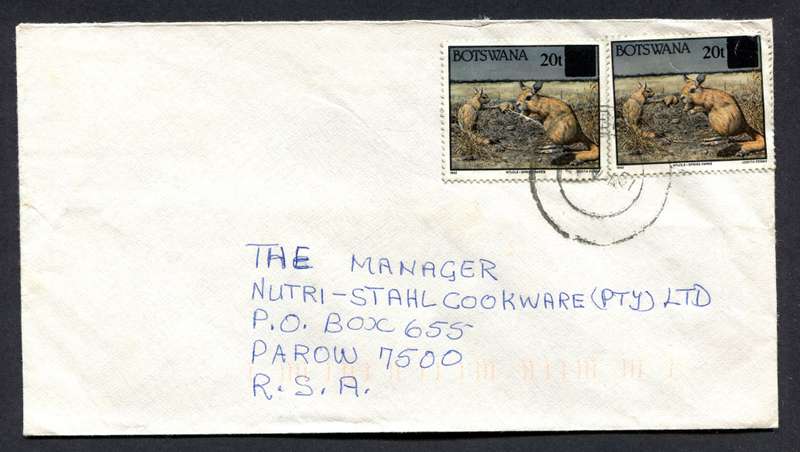 BOTSWANA 20t
BOTSWANA 20t
THE MANAGER
NUTRI-STAHL COOKWARE (PTY) LTD
P.O. BOX 655
PAROW 7500
R.S.A.